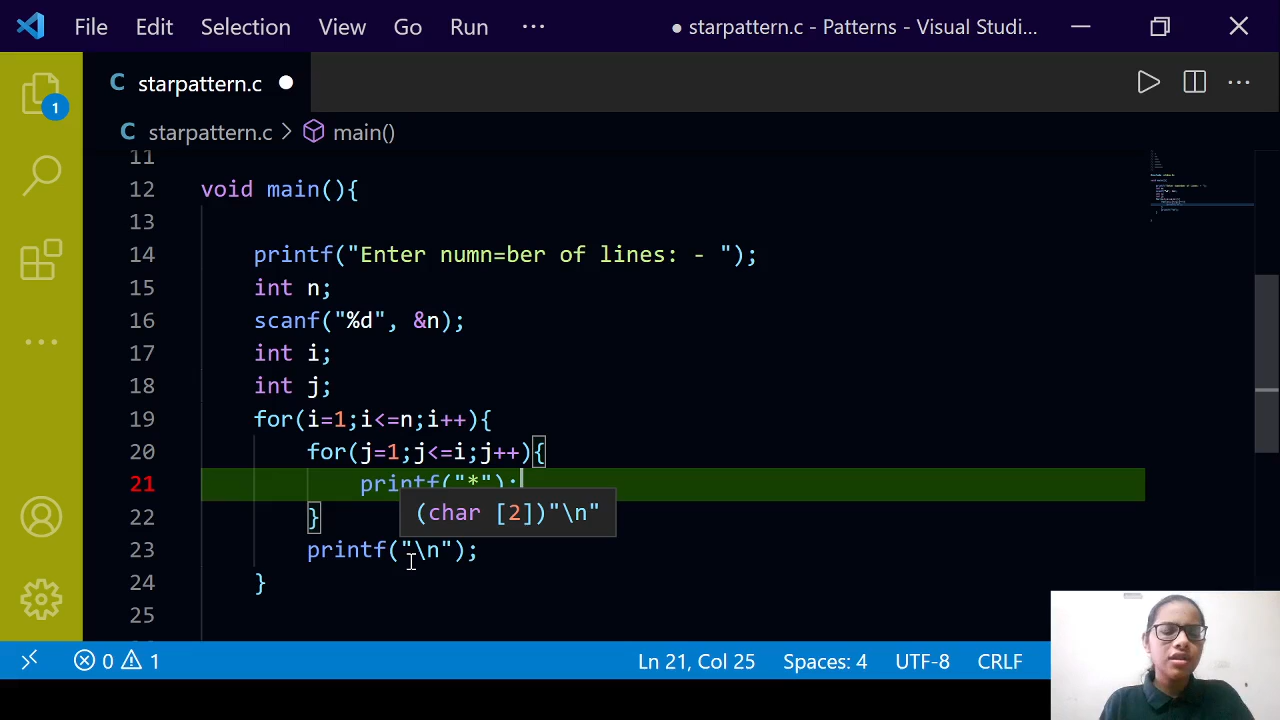 File Edit Selection View Go Run ··· ● starpattern.c - Patterns - Visual Studi...
C starpattern.c ●
1
C starpattern.c > main()
11
12 void main(){
13
14 printf("Enter numn=ber of lines: - ");
15 int n;
16 scanf("%d", &n);
17 int i;
18 int j;
19 for(i=1;i<=n;i++){
20 for(j=1;j<=i;j++){
21 printf("*");
(char [2])"\n"
22 }
23 printf("\n");
24 }
25
0 1 Ln 21, Col 25 Spaces: 4 UTF-8 CRLF